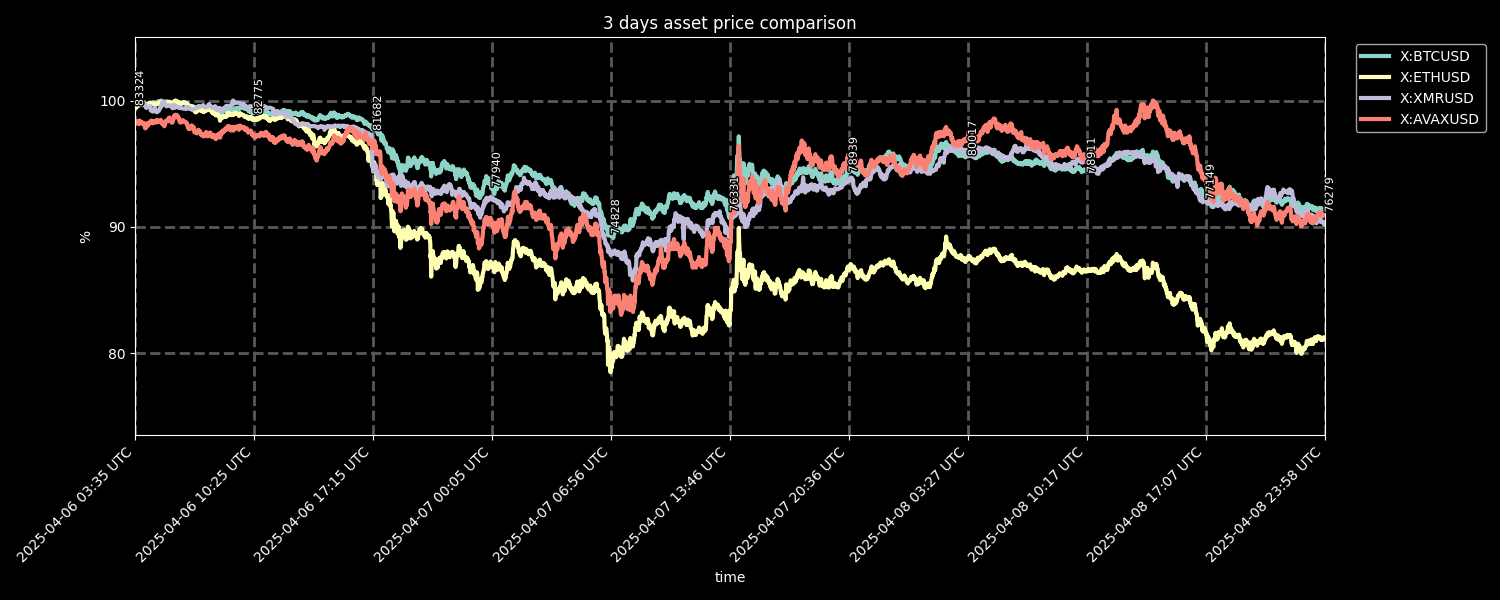 3 days asset price comparison
X:BTCUSD
X:ETHUSD
X:XMRUSD
X:AVAXUSD
83324
82775
81682
77940
74828
76331
78939
80017
78911
77149
76279
100
90
80
%
2025-04-06 03:35 UTC
2025-04-06 10:25 UTC
2025-04-06 17:15 UTC
2025-04-07 00:05 UTC
2025-04-07 06:56 UTC
2025-04-07 13:46 UTC
2025-04-07 20:36 UTC
2025-04-08 03:27 UTC
2025-04-08 10:17 UTC
2025-04-08 17:07 UTC
2025-04-08 23:58 UTC
time